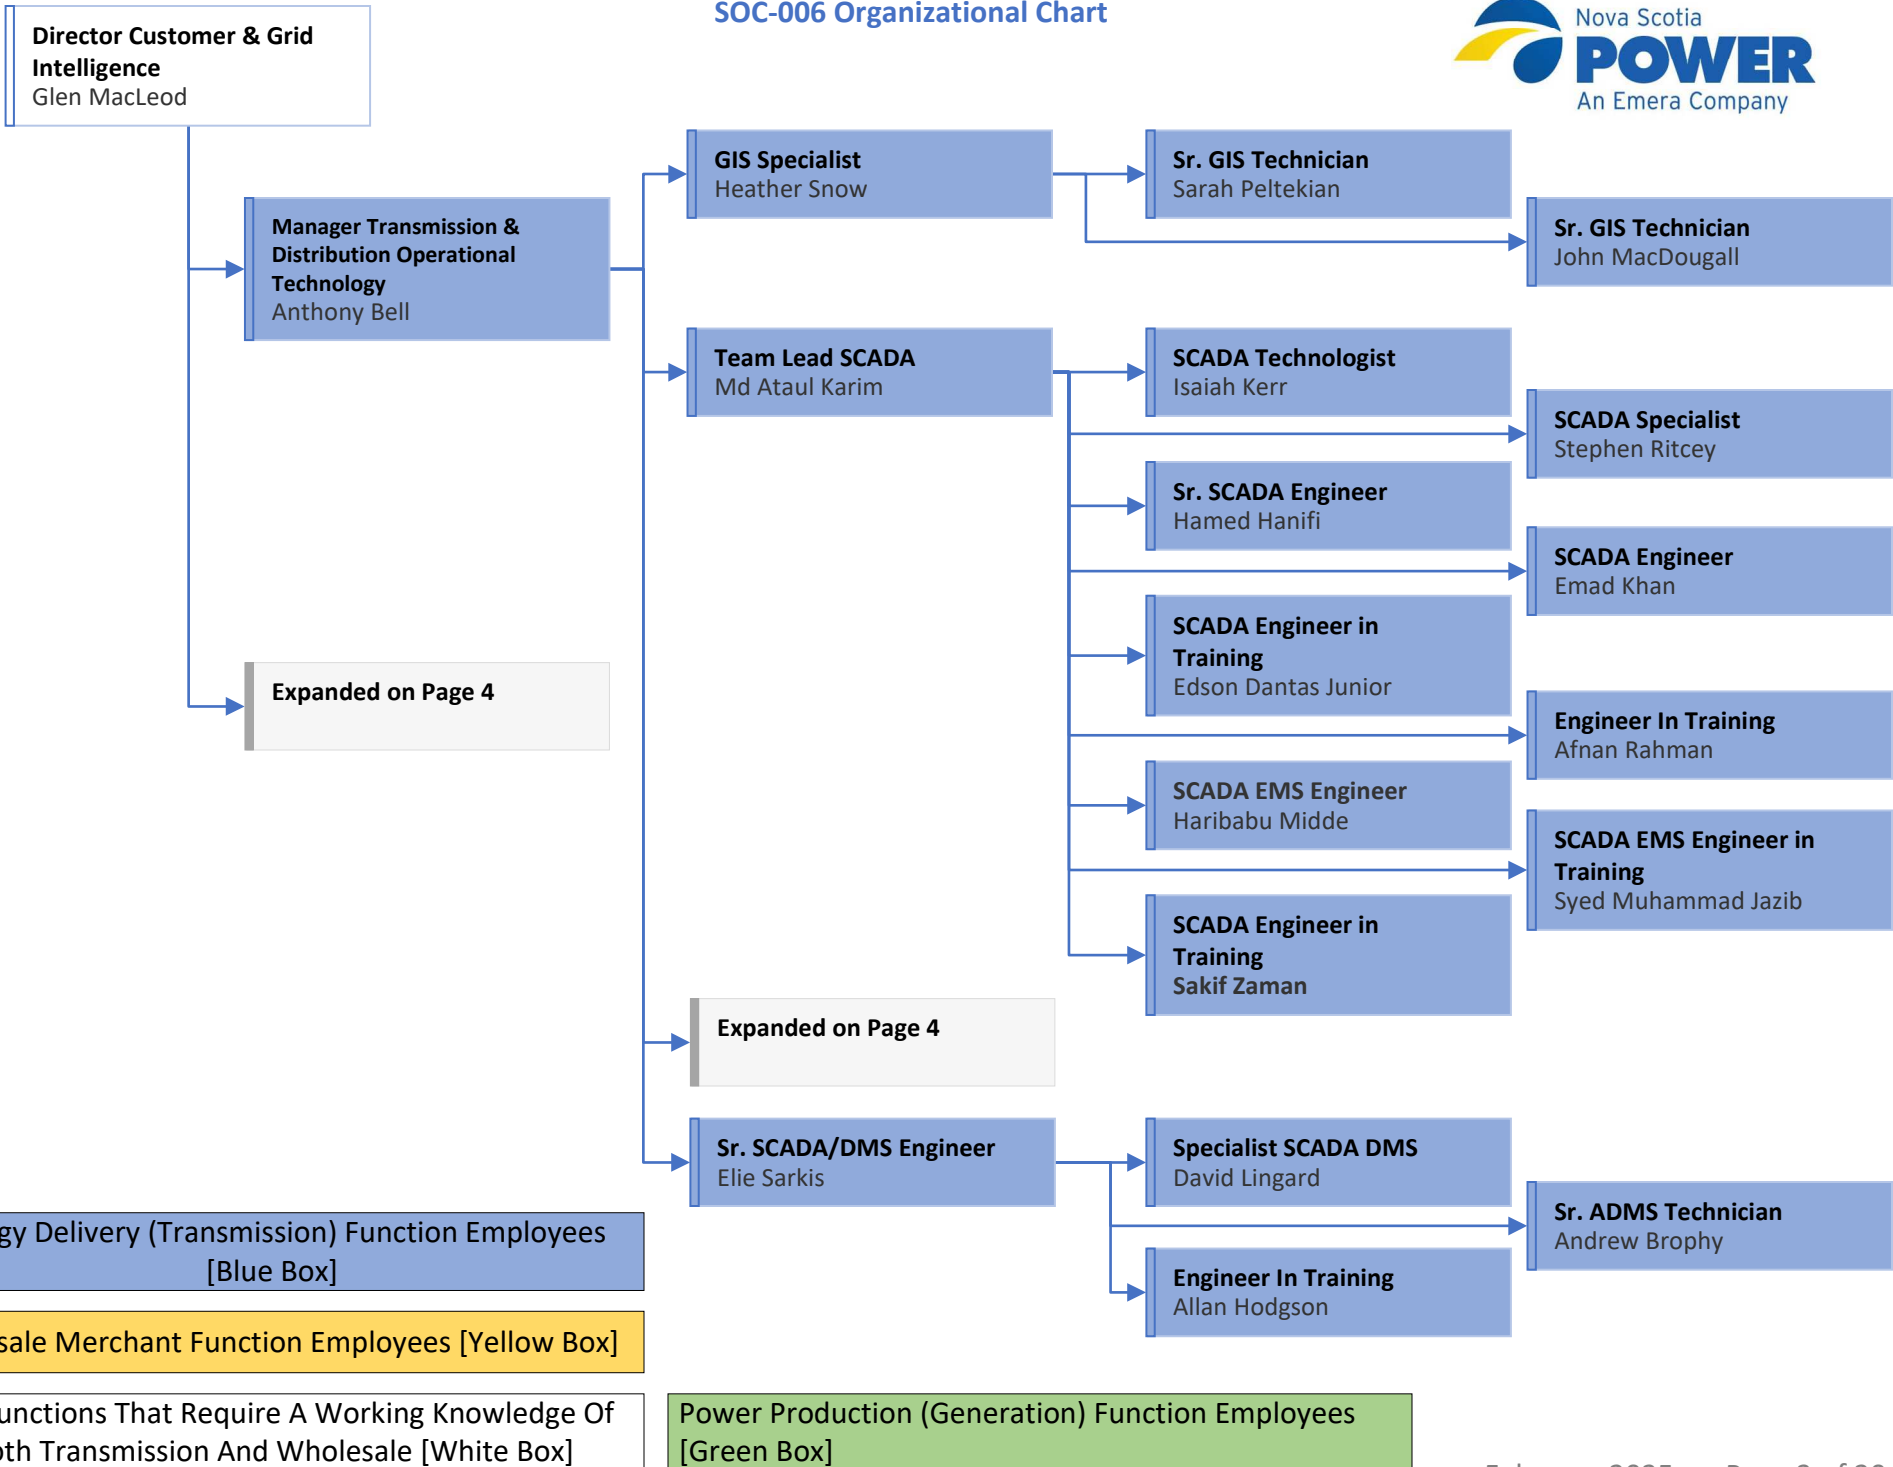 SOC-006 Organizational Chart
Nova Scotia
POWER
An Emera Company
Director Customer & Grid
Intelligence
Glen MacLeod
Manager Transmission &
Distribution Operational
Technology
Anthony Bell
Expanded on Page 4
GIS Specialist
Heather Snow
Sr. GIS Technician
Sarah Peltekian
Sr. GIS Technician
John MacDougall
Team Lead SCADA
Md Ataul Karim
SCADA Technologist
Isaiah Kerr
SCADA Specialist
Stephen Ritcey
Sr. SCADA Engineer
Hamed Hanifi
SCADA Engineer
Emad Khan
SCADA Engineer in
Training
Edson Dantas Junior
Engineer In Training
Afnan Rahman
SCADA EMS Engineer
Haribabu Midde
SCADA EMS Engineer in
Training
Syed Muhammad Jazib
SCADA Engineer in
Training
Sakif Zaman
Expanded on Page 4
Sr. SCADA/DMS Engineer
Elie Sarkis
Specialist SCADA DMS
David Lingard
Sr. ADMS Technician
Andrew Brophy
Engineer In Training
Allan Hodgson
gy Delivery (Transmission) Function Employees
[Blue Box]
sale Merchant Function Employees [Yellow Box]
unctions That Require A Working Knowledge Of
oth Transmission And Wholesale [White Box]
Power Production (Generation) Function Employees
[Green Box]